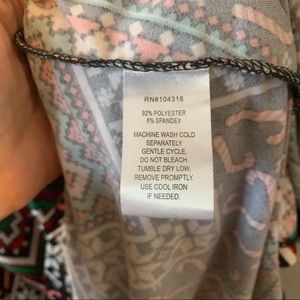 RN#104318
92% POLYESTER
8% SPANDEX
MACHINE WASH COLD
SEPARATELY
GENTLE CYCLE.
DO NOT BLEACH.
TUMBLE DRY LOW.
REMOVE PROMPTLY.
USE COOL IRON
IF NEEDED.